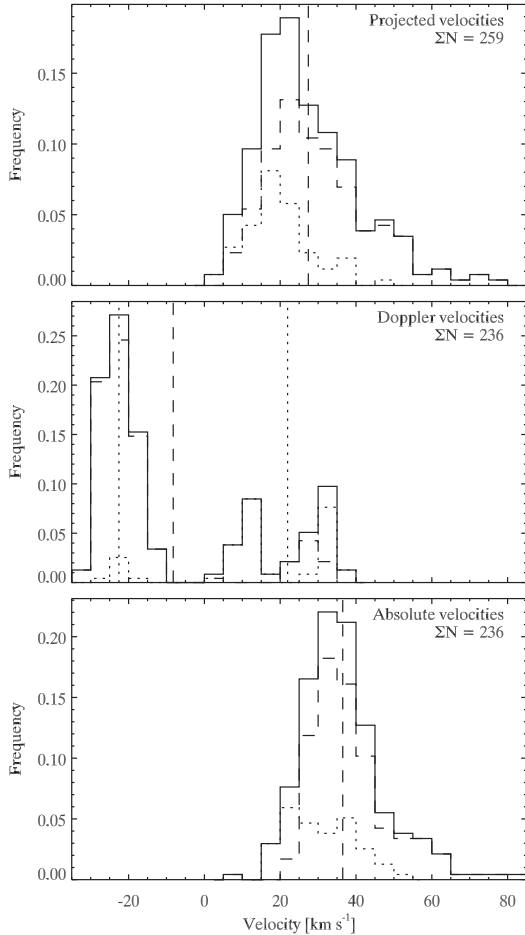 Projected velocities
ΣN = 259
Frequency
0.15
0.10
0.05
0.00
Doppler velocities
ΣN = 236
Frequency
0.25
0.20
0.15
0.10
0.05
0.00
Absolute velocities
ΣN = 236
Frequency
0.20
0.15
0.10
0.05
0.00
-20 0 20 40 60 80
Velocity [km s⁻¹]